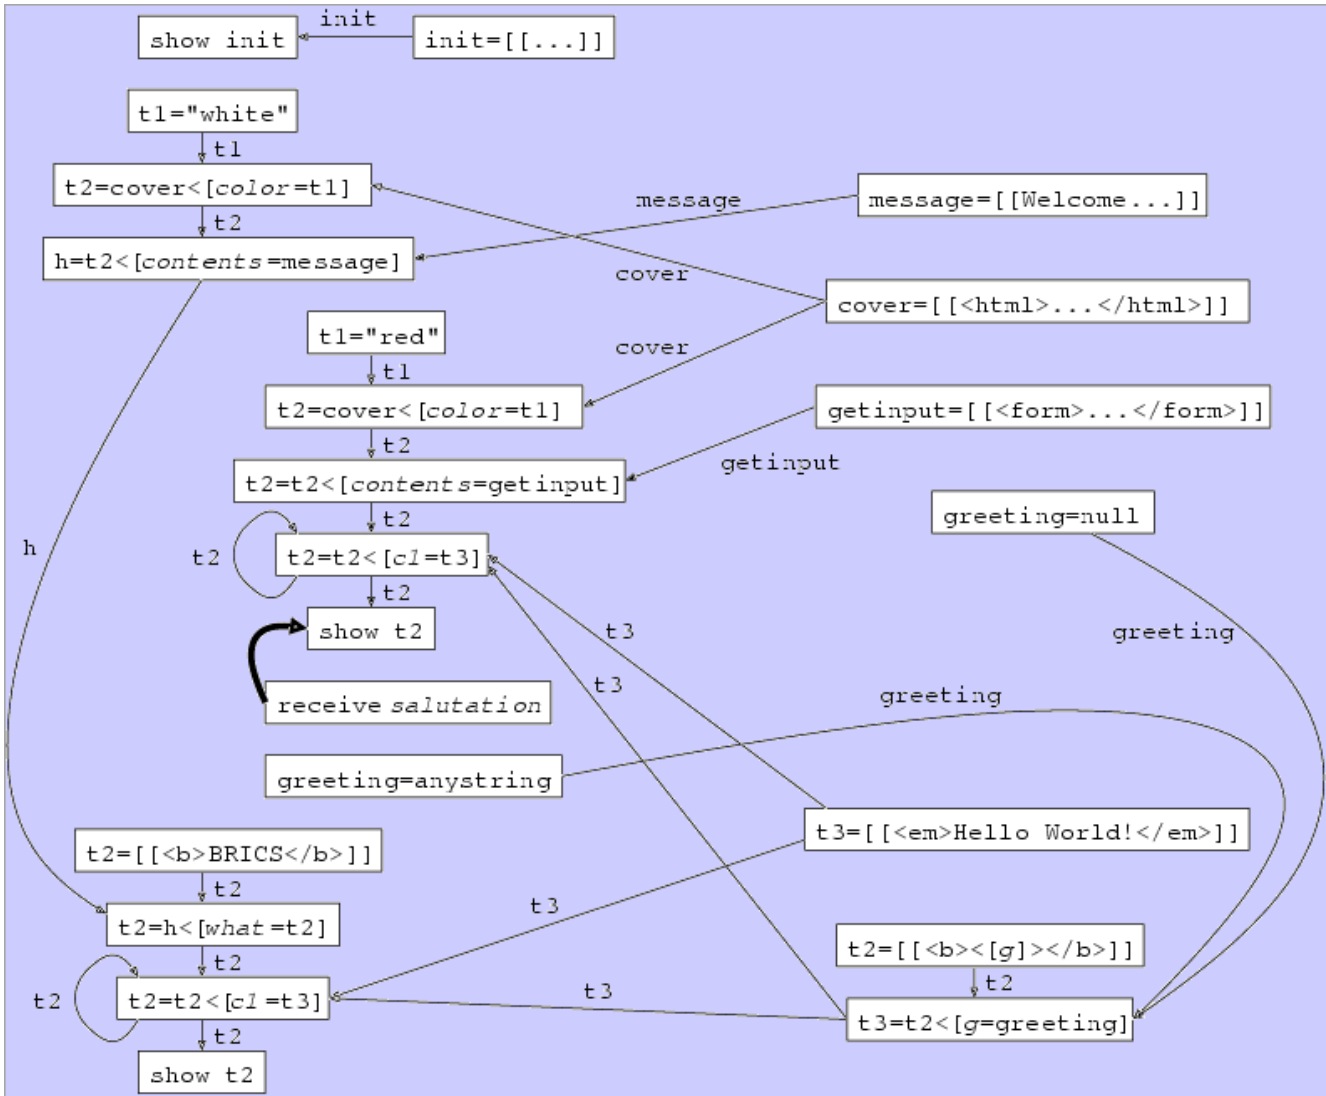 init
show init
init=[[...]]
t1="white"
t1
t2=cover<[color=t1]
message
message=[[Welcome...]]
t2
h=t2<[contents=message]
cover
cover=[[<html>...</html>]]
t1="red"
cover
t1
t2=cover<[color=t1]
getinput=[[<form>...</form>]]
t2
getinput
t2=t2<[contents=getinput]
t2
greeting=null
h
t2
t2=t2<[cl=t3]
t2
show t2
t3
greeting
t3
receive salutation
greeting
greeting=anystring
t3=[[<em>Hello World!</em>]]
t2=[[<b>BRICS</b>]]
t2
t3
t2=h<[what=t2]
t2=[[<b><[g]></b>]]
t2
t2
t2=t2<[cl=t3]
t3
t2
t3=t2<[g=greeting]
t2
show t2